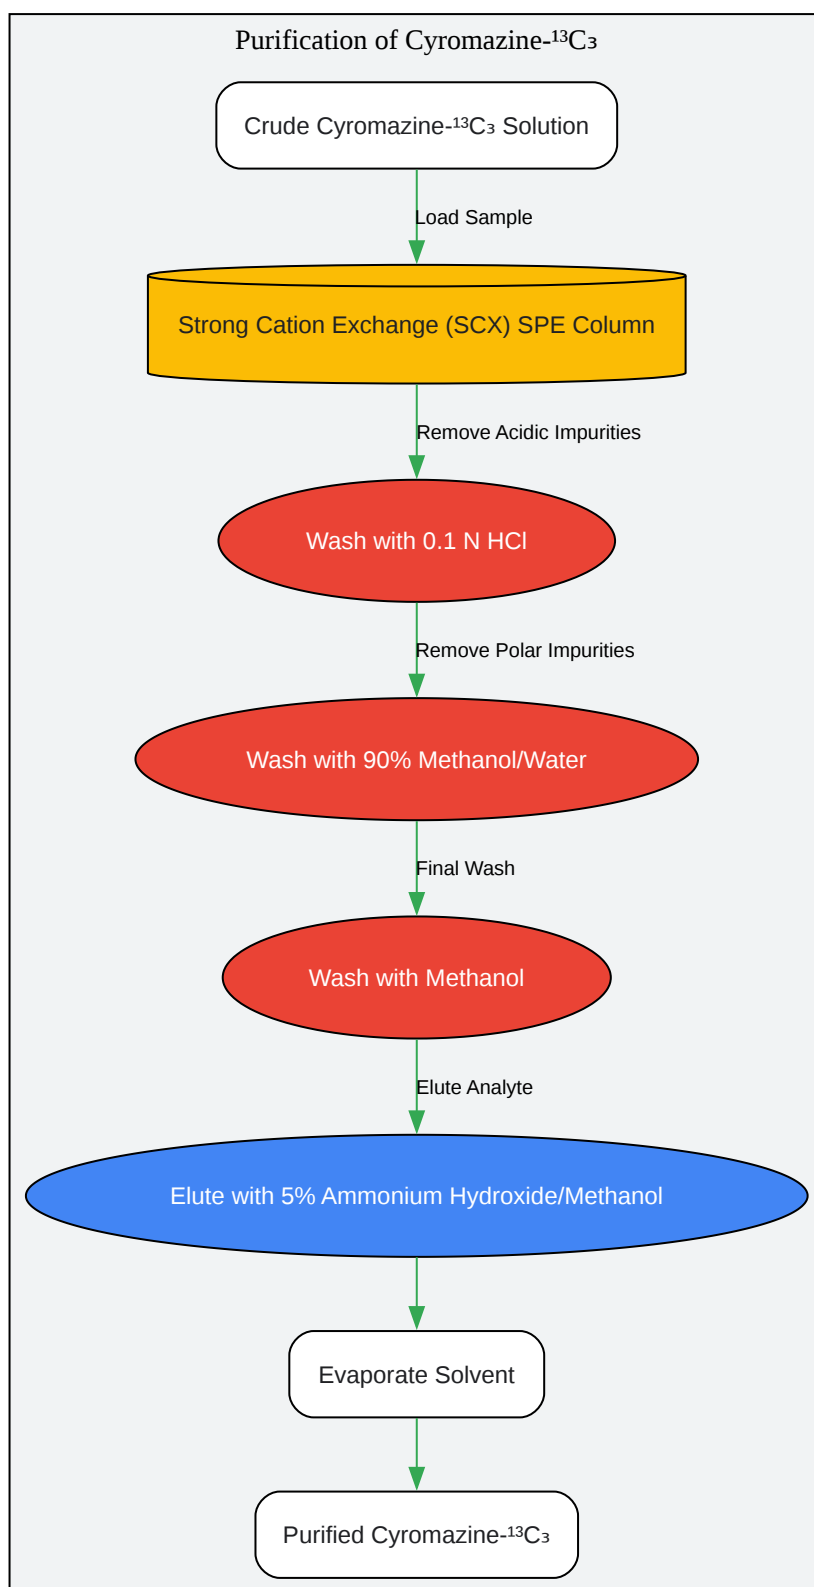 Purification of Cyromazine-¹³C₃
Crude Cyromazine-¹³C₃ Solution
Load Sample
Strong Cation Exchange (SCX) SPE Column
Remove Acidic Impurities
Wash with 0.1 N HCl
Remove Polar Impurities
Wash with 90% Methanol/Water
Final Wash
Wash with Methanol
Elute Analyte
Elute with 5% Ammonium Hydroxide/Methanol
Evaporate Solvent
Purified Cyromazine-¹³C₃